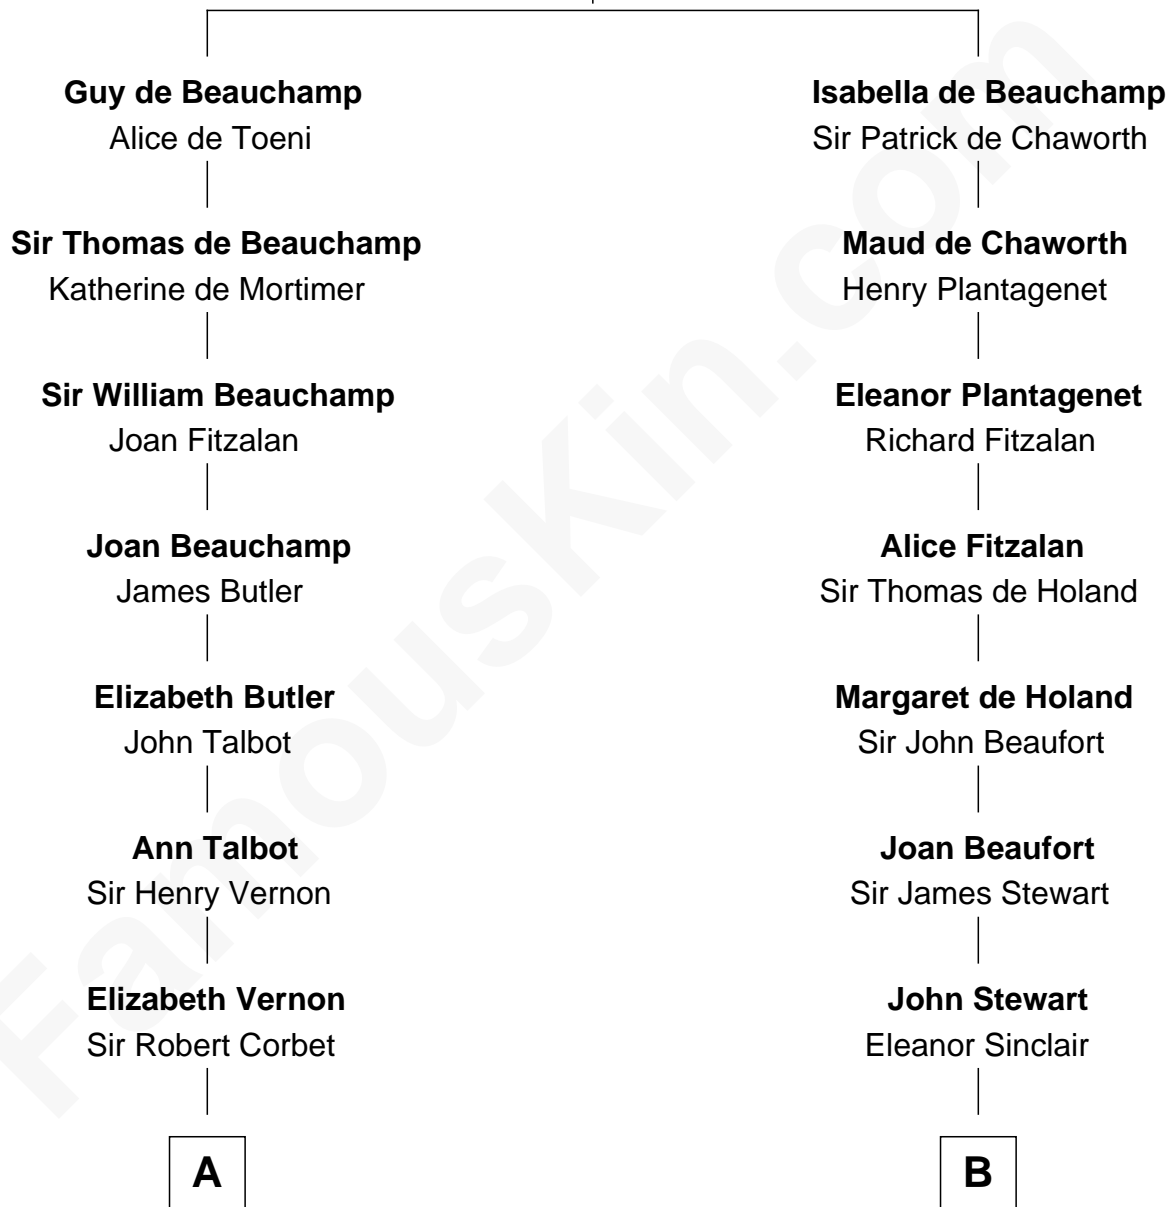 Guy de Beauchamp
Alice de Toeni
Isabella de Beauchamp
Sir Patrick de Chaworth
Sir Thomas de Beauchamp
Katherine de Mortimer
Maud de Chaworth
Henry Plantagenet
Sir William Beauchamp
Joan Fitzalan
Eleanor Plantagenet
Richard Fitzalan
Joan Beauchamp
James Butler
Alice Fitzalan
Sir Thomas de Holand
Elizabeth Butler
John Talbot
Margaret de Holand
Sir John Beaufort
Ann Talbot
Sir Henry Vernon
Joan Beaufort
Sir James Stewart
Elizabeth Vernon
Sir Robert Corbet
John Stewart
Eleanor Sinclair
A
B
FamousKin.com